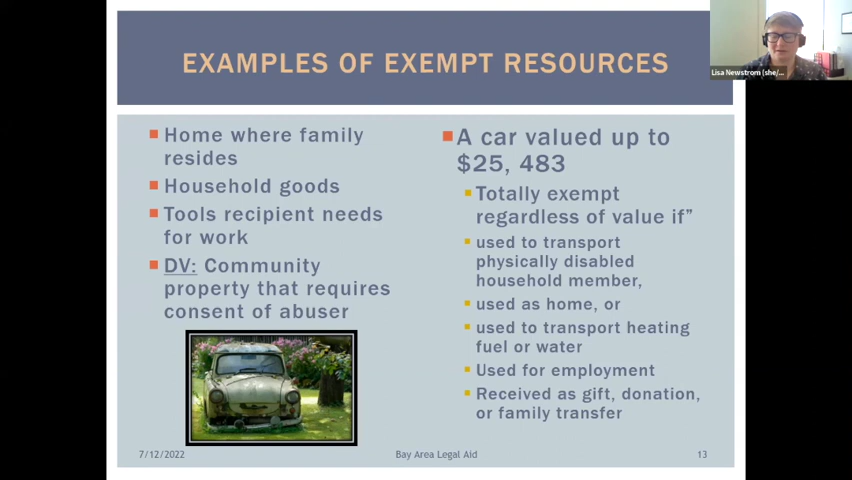 EXAMPLES OF EXEMPT RESOURCES
Lisa Newstrom (she/...
Home where family
resides
Household goods
Tools recipient needs
for work
DV: Community
property that requires
consent of abuser
A car valued up to
$25, 483
Totally exempt
regardless of value if”
used to transport
physically disabled
household member,
used as home, or
used to transport heating
fuel or water
Used for employment
Received as gift, donation,
or family transfer
7/12/2022
Bay Area Legal Aid
13